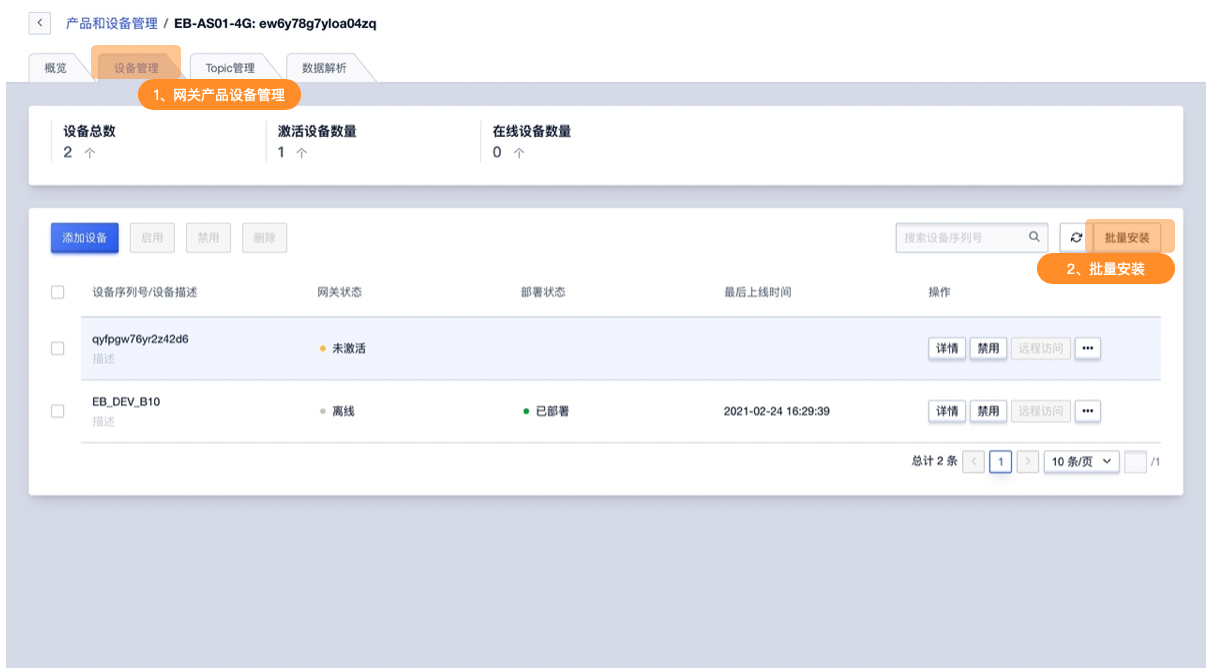 产品和设备管理 / EB-AS01-4G: ew6y78g7yloa04zq
概览 设备管理 Topic管理 数据解析
1、网关产品设备管理
设备总数 激活设备数量 在线设备数量
2 个 1 个 0 个
添加设备 启用 禁用 删除 搜索设备序列号 批量安装
2、批量安装
设备序列号/设备描述 网关状态 部署状态 最后上线时间 操作
qyfpgw76yr2z42d6
描述
未激活 详情 禁用 远程访问 •••
EB_DEV_B10
描述
离线 已部署 2021-02-24 16:29:39 详情 禁用 远程访问 •••
总计 2 条 1 10 条/页 /1